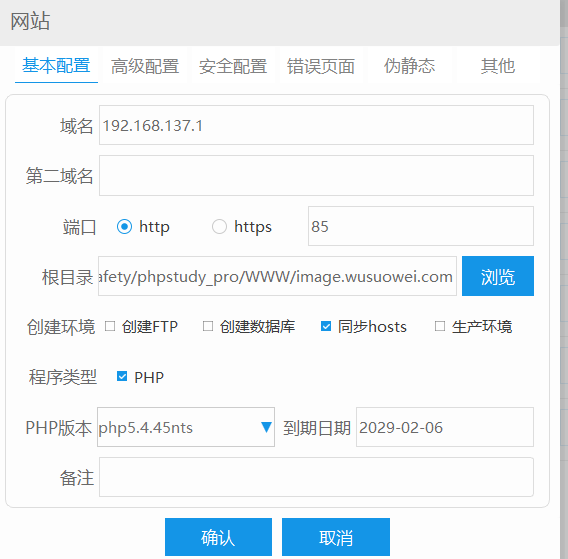 网站
基本配置 高级配置 安全配置 错误页面 伪静态 其他
域名 192.168.137.1
第二域名
端口 http https 85
根目录 afety/phpstudy_pro/WWW/image.wusuowei.com 浏览
创建环境 创建FTP 创建数据库 同步hosts 生产环境
程序类型 PHP
PHP版本 php5.4.45nts 到期日期 2029-02-06
备注
确认 取消